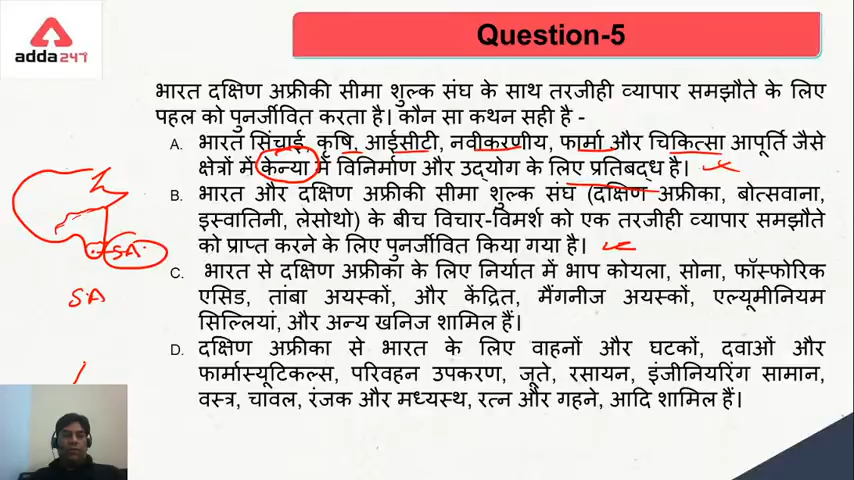 adda247
Question-5
भारत दक्षिण अफ्रीकी सीमा शुल्क संघ के साथ तरजीही व्यापार समझौते के लिए
पहल को पुनर्जीवित करता है। कौन सा कथन सही है -
A. भारत सिंचाई, कृषि, आईसीटी, नवीकरणीय, फार्मा और चिकित्सा आपूर्ति जैसे
क्षेत्रों में केन्या में विनिर्माण और उद्योग के लिए प्रतिबद्ध है।
B. भारत और दक्षिण अफ्रीकी सीमा शुल्क संघ (दक्षिण अफ्रीका, बोत्सवाना,
इस्वातिनी, लेसोथो) के बीच विचार-विमर्श को एक तरजीही व्यापार समझौते
को प्राप्त करने के लिए पुनर्जीवित किया गया है।
SA
C. भारत से दक्षिण अफ्रीका के लिए निर्यात में भाप कोयला, सोना, फॉस्फोरिक
एसिड, तांबा अयस्कों, और केंद्रित, मैंगनीज अयस्कों, एल्यूमीनियम
SA
सिल्लियां, और अन्य खनिज शामिल हैं।
D. दक्षिण अफ्रीका से भारत के लिए वाहनों और घटकों, दवाओं और
फार्मास्यूटिकल्स, परिवहन उपकरण, जूते, रसायन, इंजीनियरिंग सामान,
वस्त्र, चावल, रंजक और मध्यस्थ, रत्न और गहने, आदि शामिल हैं।